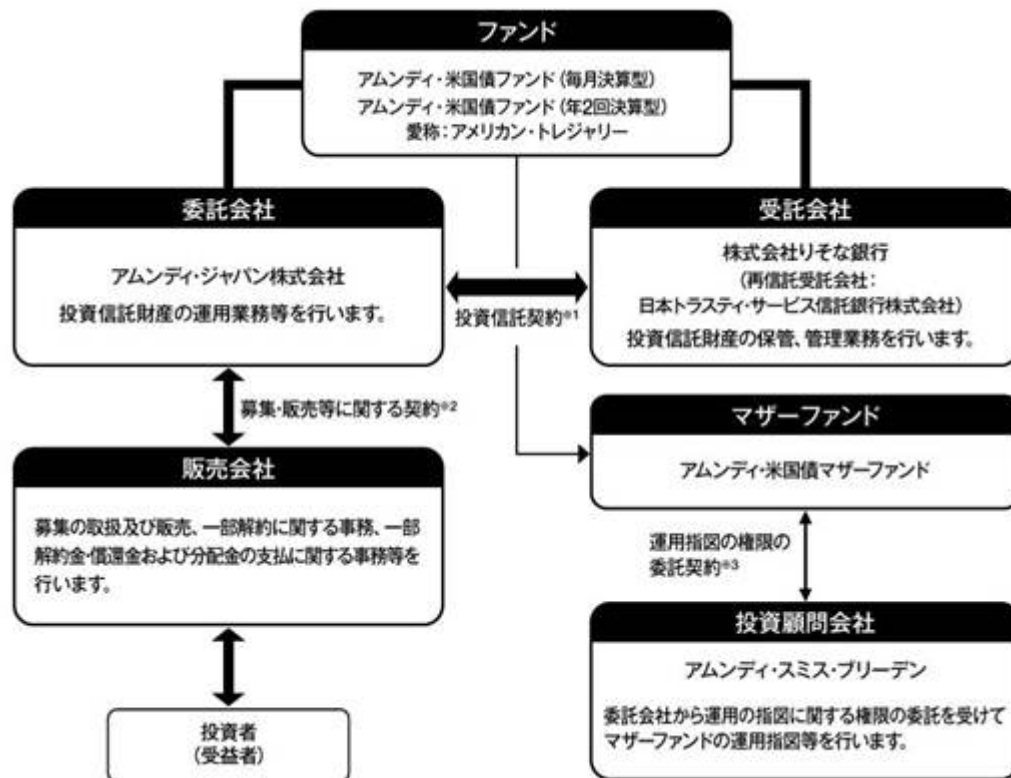 ファンド
アムンディ・米国債ファンド(毎月決算型)
アムンディ・米国債ファンド(年2回決算型)
愛称:アメリカン・トレジャリー
委託会社
アムンディ・ジャパン株式会社
投資信託財産の運用業務等を行います。
投資信託契約※1
受託会社
株式会社りそな銀行
(再信託受託会社:
日本トラスティ・サービス信託銀行株式会社)
投資信託財産の保管、管理業務を行います。
募集・販売等に関する契約※2
販売会社
募集の取扱及び販売、一部解約に関する事務、一部
解約金・償還金および分配金の支払に関する事務等を
行います。
投資者
(受益者)
マザーファンド
アムンディ・米国債マザーファンド
運用指図の権限の
委託契約※3
投資顧問会社
アムンディ・スミス・ブリーデン
委託会社から運用の指図に関する権限の委託を受けて
マザーファンドの運用指図等を行います。